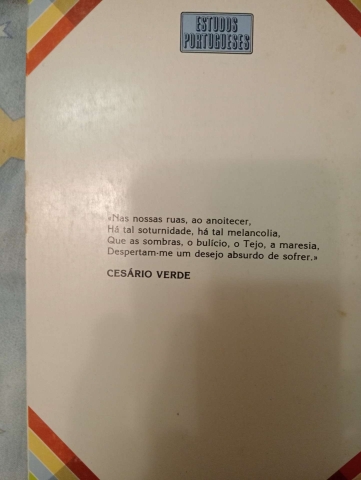 ESTUDOS
PORTUGUESES
«Nas nossas ruas, ao anoitecer,
Há tal soturnidade, há tal melancolia,
Que as sombras, o bulício, o Tejo, a maresia,
Despertam-me um desejo absurdo de sofrer.»
CESÁRIO VERDE